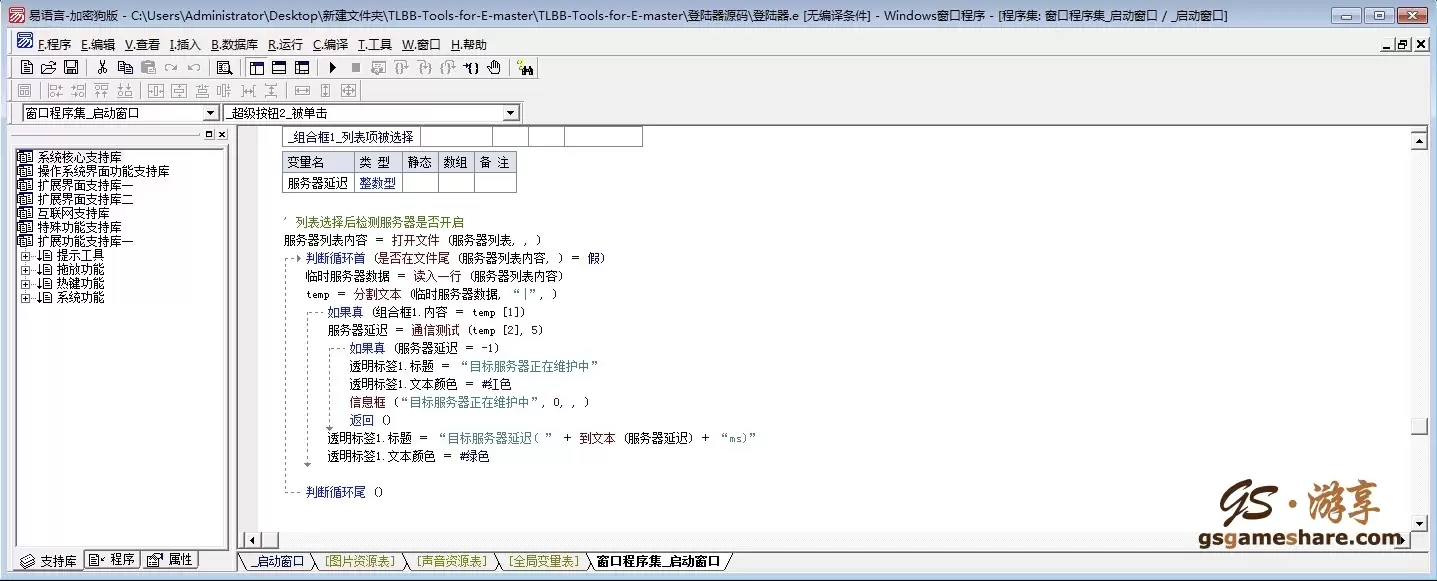 易语言-加密狗版 - C:\Users\Administrator\Desktop\新建文件夹\TLBB-Tools-for-E-master\TLBB-Tools-for-E-master\登陆器源码\登陆器.e [无编译条件] - Windows窗口程序 - [程序集: 窗口程序集_启动窗口 / _启动窗口]
F.程序 E.编辑 V.查看 I.插入 B.数据库 R.运行 C.编译 T.工具 W.窗口 H.帮助
窗口程序集_启动窗口 _超级按钮2_被单击
系统核心支持库
操作系统界面功能支持库
扩展界面支持库一
扩展界面支持库二
互联网支持库
特殊功能支持库
扩展功能支持库一
提示工具
拖放功能
热键功能
系统功能
支持库 程序 属性
_组合框1_列表项被选择
变量名 类 型 静态 数组 备 注
服务器延迟 整数型
' 列表选择后检测服务器是否开启
服务器列表内容 = 打开文件 (服务器列表, , )
判断循环首 (是否在文件尾 (服务器列表内容, ) = 假)
临时服务器数据 = 读入一行 (服务器列表内容)
temp = 分割文本 (临时服务器数据, “|”, )
如果真 (组合框1.内容 = temp [1])
服务器延迟 = 通信测试 (temp [2], 5)
如果真 (服务器延迟 = -1)
透明标签1.标题 = “目标服务器正在维护中”
透明标签1.文本颜色 = #红色
信息框 (“目标服务器正在维护中”, 0, , )
返回 ()
透明标签1.标题 = “目标服务器延迟(” + 到文本 (服务器延迟) + “ms)”
透明标签1.文本颜色 = #绿色
判断循环尾 ()
_启动窗口 [图片资源表] [声音资源表] [全局变量表] 窗口程序集_启动窗口
GS·游享
gsgameshare.com